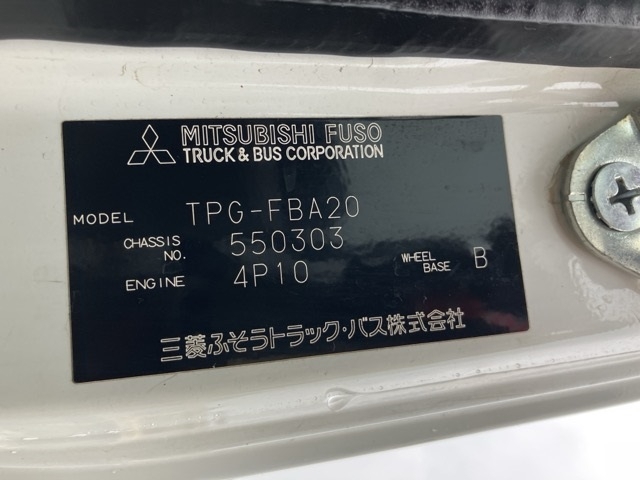 MITSUBISHI FUSO
TRUCK & BUS CORPORATION
MODEL TPG-FBA20
CHASSIS NO. 550303
ENGINE 4P10 WHEEL BASE B
三菱ふそうトラック・バス株式会社